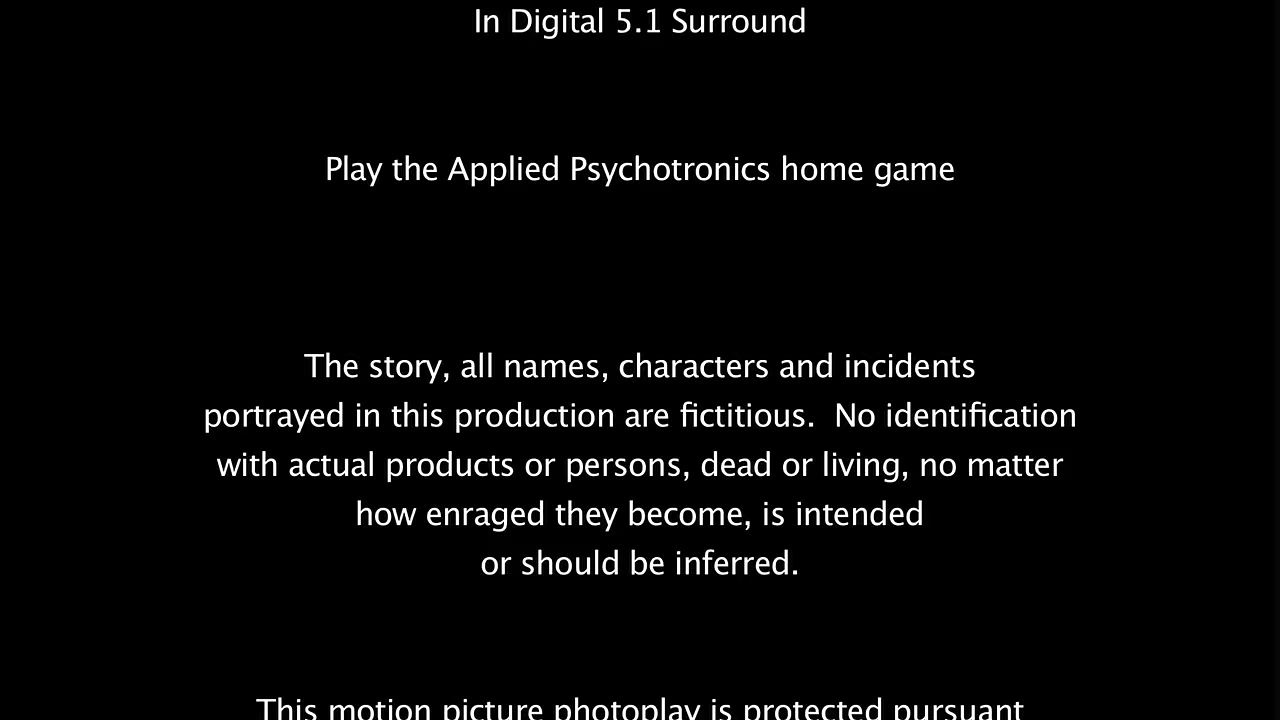 In Digital 5.1 Surround
Play the Applied Psychotronics home game
The story, all names, characters and incidents
portrayed in this production are fictitious.  No identification
with actual products or persons, dead or living, no matter
how enraged they become, is intended
or should be inferred.
This motion picture photoplay is protected pursuant